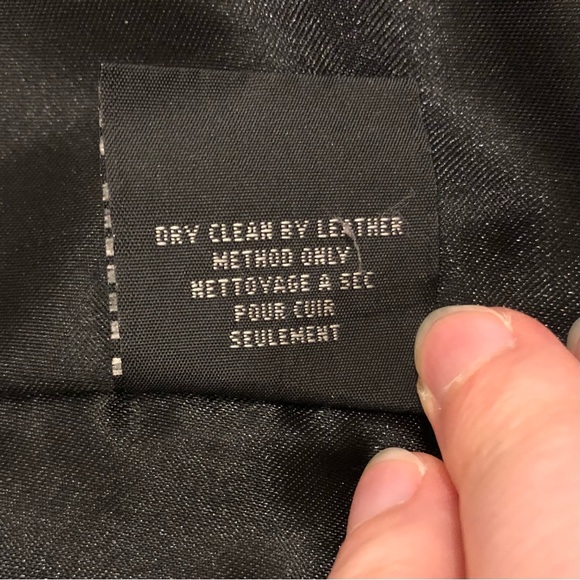 DRY CLEAN BY LEATHER
METHOD ONLY
NETTOYAGE A SEC
POUR CUIR
SEULEMENT